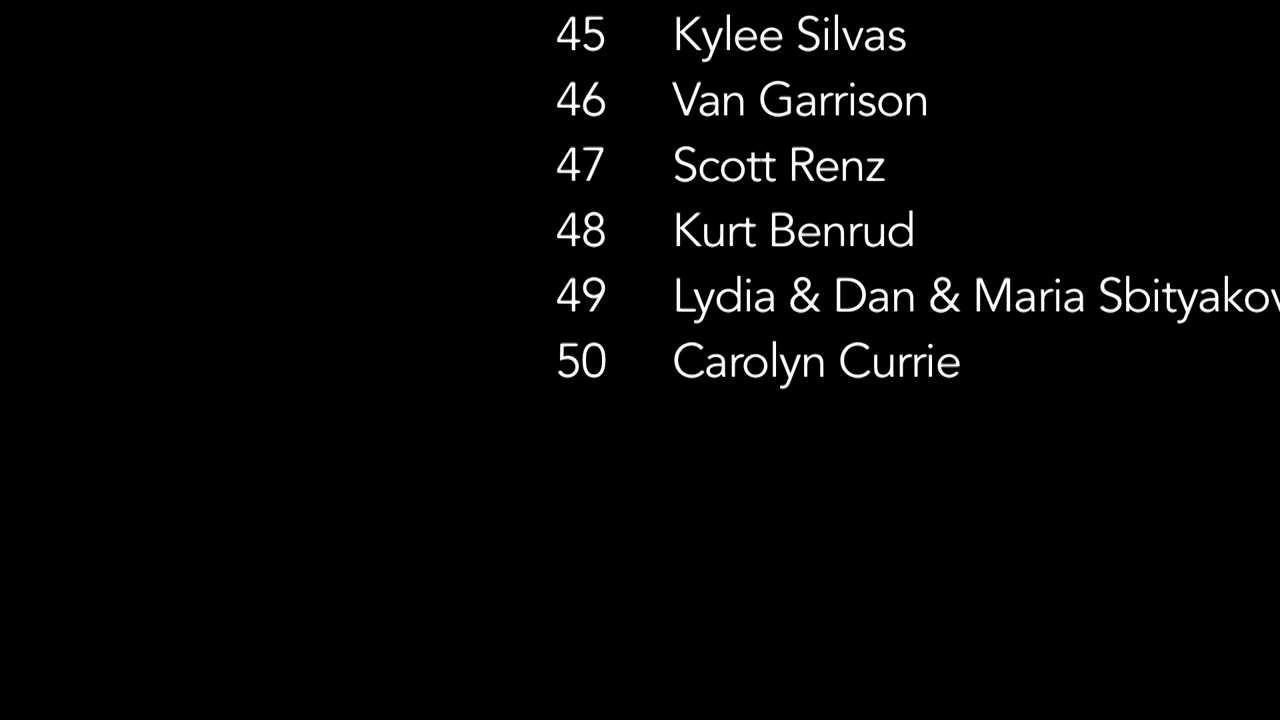 45 Kylee Silvas
46 Van Garrison
47 Scott Renz
48 Kurt Benrud
49 Lydia & Dan & Maria
50 Carolyn Currie